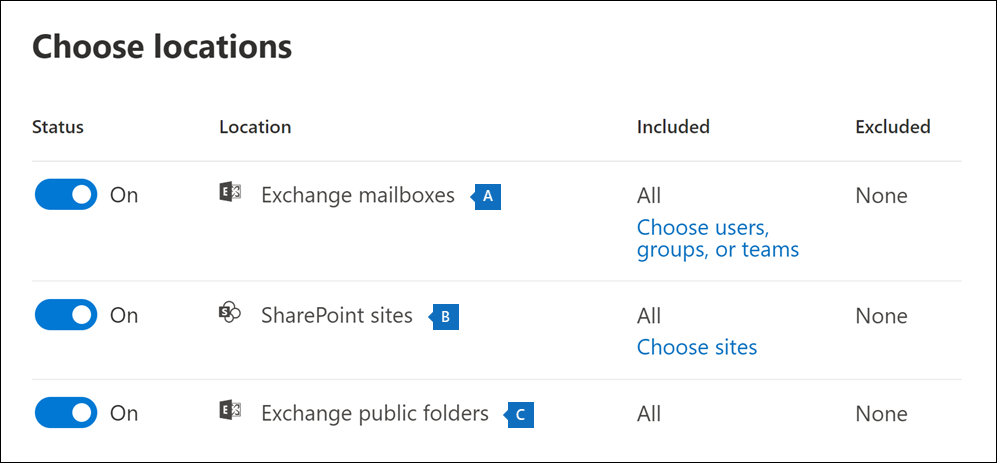 Choose locations
Status Location Included Excluded
On Exchange mailboxes A All None
Choose users,
groups, or teams
On SharePoint sites B All None
Choose sites
On Exchange public folders C All None